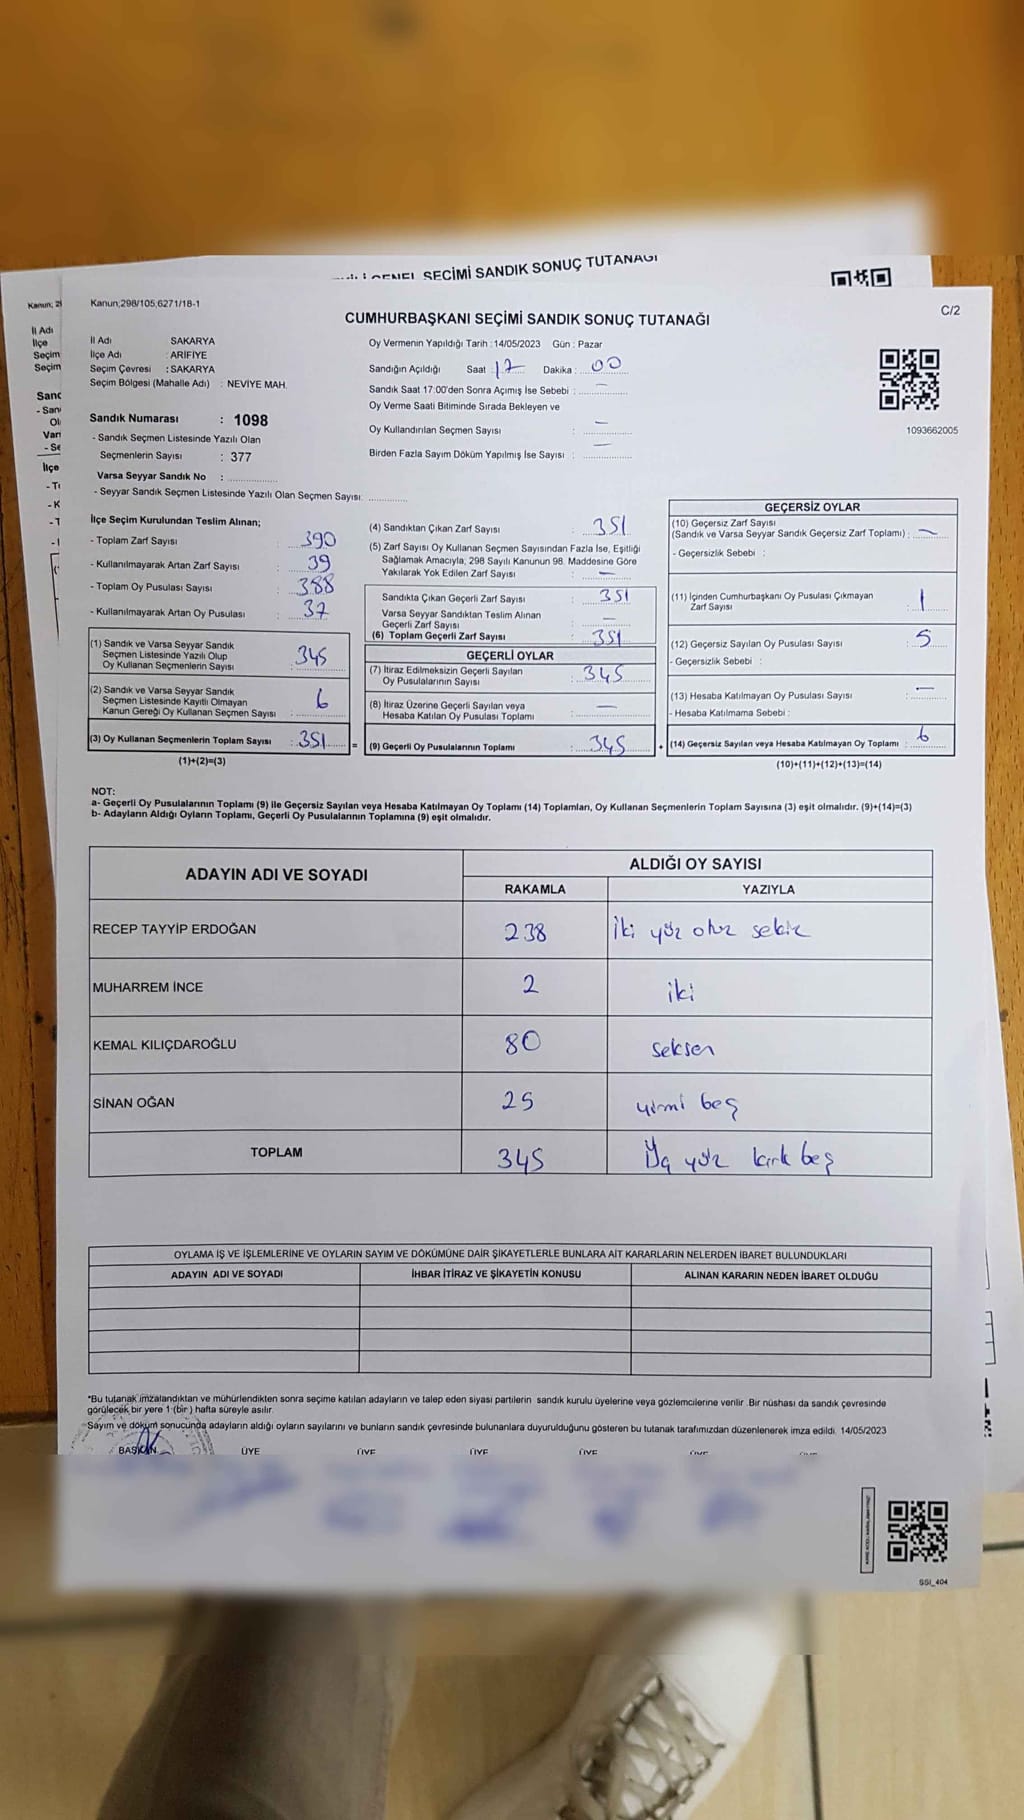 GENEL SEÇİMİ SANDIK SONUÇ TUTANAĞI
Kanun; 29
İl Adı
İlçe
Seçim
Seçim
Kanun;298/105;6271/18-1
C/2
CUMHURBAŞKANI SEÇİMİ SANDIK SONUÇ TUTANAĞI
İl Adı SAKARYA
İlçe Adı : ARİFİYE
Seçim Çevresi : SAKARYA
Seçim Bölgesi (Mahalle Adı) : NEVİYE MAH.
Sandık Numarası : 1098
- Sandık Seçmen Listesinde Yazılı Olan
Seçmenlerin Sayısı : 377
Varsa Seyyar Sandık No :
- Seyyar Sandık Seçmen Listesinde Yazılı Olan Seçmen Sayısı:
Oy Vermenin Yapıldığı Tarih :14/05/2023 Gün : Pazar
Sandığın Açıldığı Saat 17 Dakika : 00
Sandık Saat 17:00'den Sonra Açımış İse Sebebi : —
Oy Verme Saati Bitiminde Sırada Bekleyen ve
Oy Kullandırılan Seçmen Sayısı : —
Birden Fazla Sayım Döküm Yapılmış İse Sayısı : —
1093662005
İlçe Seçim Kurulundan Teslim Alınan;
- Toplam Zarf Sayısı : 390
- Kullanılmayarak Artan Zarf Sayısı : 39
- Toplam Oy Pusulası Sayısı : 388
- Kullanılmayarak Artan Oy Pusulası : 37
(1) Sandık ve Varsa Seyyar Sandık
Seçmen Listesinde Yazılı Olup
Oy Kullanan Seçmenlerin Sayısı : 345
(2) Sandık ve Varsa Seyyar Sandık
Seçmen Listesinde Kayıtlı Olmayan
Kanun Gereği Oy Kullanan Seçmen Sayısı : 6
(3) Oy Kullanan Seçmenlerin Toplam Sayısı : 351 =
(1)+(2)=(3)
(4) Sandıktan Çıkan Zarf Sayısı : 351
(5) Zarf Sayısı Oy Kullanan Seçmen Sayısından Fazla İse, Eşitliği
Sağlamak Amacıyla; 298 Sayılı Kanunun 98. Maddesine Göre
Yakılarak Yok Edilen Zarf Sayısı : —
Sandıkta Çıkan Geçerli Zarf Sayısı : 351
Varsa Seyyar Sandıktan Teslim Alınan
Geçerli Zarf Sayısı : —
(6) Toplam Geçerli Zarf Sayısı : 351
GEÇERLİ OYLAR
(7) İtiraz Edilmeksizin Geçerli Sayılan
Oy Pusulalarının Sayısı : 345
(8) İtiraz Üzerine Geçerli Sayılan veya
Hesaba Katılan Oy Pusulası Toplamı : —
(9) Geçerli Oy Pusulalarının Toplamı : 345 +
GEÇERSİZ OYLAR
(10) Geçersiz Zarf Sayısı
(Sandık ve Varsa Seyyar Sandık Geçersiz Zarf Toplamı) : —
- Geçersizlik Sebebi :
(11) İçinden Cumhurbaşkanı Oy Pusulası Çıkmayan
Zarf Sayısı : 1
(12) Geçersiz Sayılan Oy Pusulası Sayısı : 5
- Geçersizlik Sebebi :
(13) Hesaba Katılmayan Oy Pusulası Sayısı : —
- Hesaba Katılmama Sebebi :
(14) Geçersiz Sayılan veya Hesaba Katılmayan Oy Toplamı : 6
(10)+(11)+(12)+(13)=(14)
NOT:
a- Geçerli Oy Pusulalarının Toplamı (9) ile Geçersiz Sayılan veya Hesaba Katılmayan Oy Toplamı (14) Toplamları, Oy Kullanan Seçmenlerin Toplam Sayısına (3) eşit olmalıdır. (9)+(14)=(3)
b- Adayların Aldığı Oyların Toplamı, Geçerli Oy Pusulalarının Toplamına (9) eşit olmalıdır.
ADAYIN ADI VE SOYADI ALDIĞI OY SAYISI
RAKAMLA YAZIYLA
RECEP TAYYİP ERDOĞAN 238 İki yüz otuz sekiz
MUHARREM İNCE 2 iki
KEMAL KILIÇDAROĞLU 80 seksen
SİNAN OĞAN 25 yirmi beş
TOPLAM 345 Üç yüz kırk beş
OYLAMA İŞ VE İŞLEMLERİNE VE OYLARIN SAYIM VE DÖKÜMÜNE DAİR ŞİKAYETLERLE BUNLARA AİT KARARLARIN NELERDEN İBARET BULUNDUKLARI
ADAYIN ADI VE SOYADI İHBAR İTİRAZ VE ŞİKAYETİN KONUSU ALINAN KARARIN NEDEN İBARET OLDUĞU
*Bu tutanak imzalandıktan ve mühürlendikten sonra seçime katılan adayların ve talep eden siyasi partilerin sandık kurulu üyelerine veya gözlemcilerine verilir .Bir nüshası da sandık çevresinde
görülecek bir yere 1 (bir ) hafta süreyle asılır.
Sayım ve döküm sonucunda adayların aldığı oyların sayılarını ve bunların sandık çevresinde bulunanlara duyurulduğunu gösteren bu tutanak tarafımızdan düzenlenerek imza edildi. 14/05/2023
BAŞKAN ÜYE ÜYE ÜYE ÜYE ÜYE
SSI_404